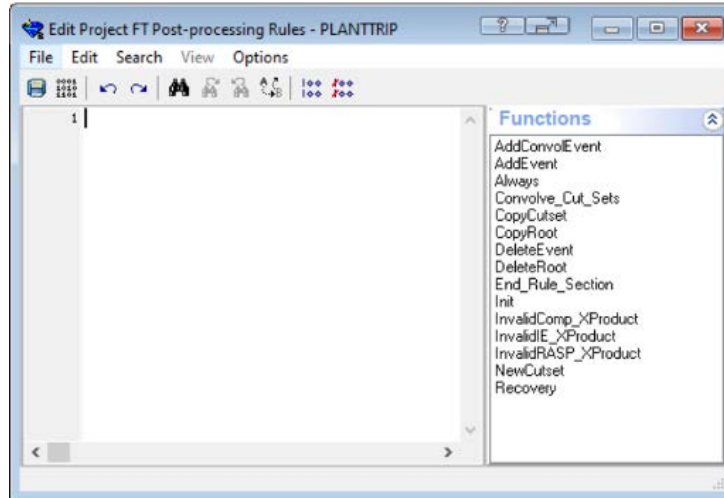 Edit Project FT Post-processing Rules - PLANTTRIP
File Edit Search View Options
1
Functions
AddConvolEvent
AddEvent
Always
Convolve_Cut_Sets
CopyCutset
CopyRoot
DeleteEvent
DeleteRoot
End_Rule_Section
Init
InvalidComp_XProduct
InvalidIE_XProduct
InvalidRASP_XProduct
NewCutset
Recovery